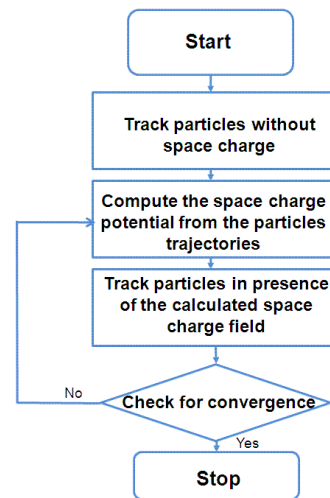 Start
Track particles without
space charge
Compute the space charge
potential from the particles
trajectories
Track particles in presence
of the calculated space
charge field
No
Check for convergence
Yes
Stop